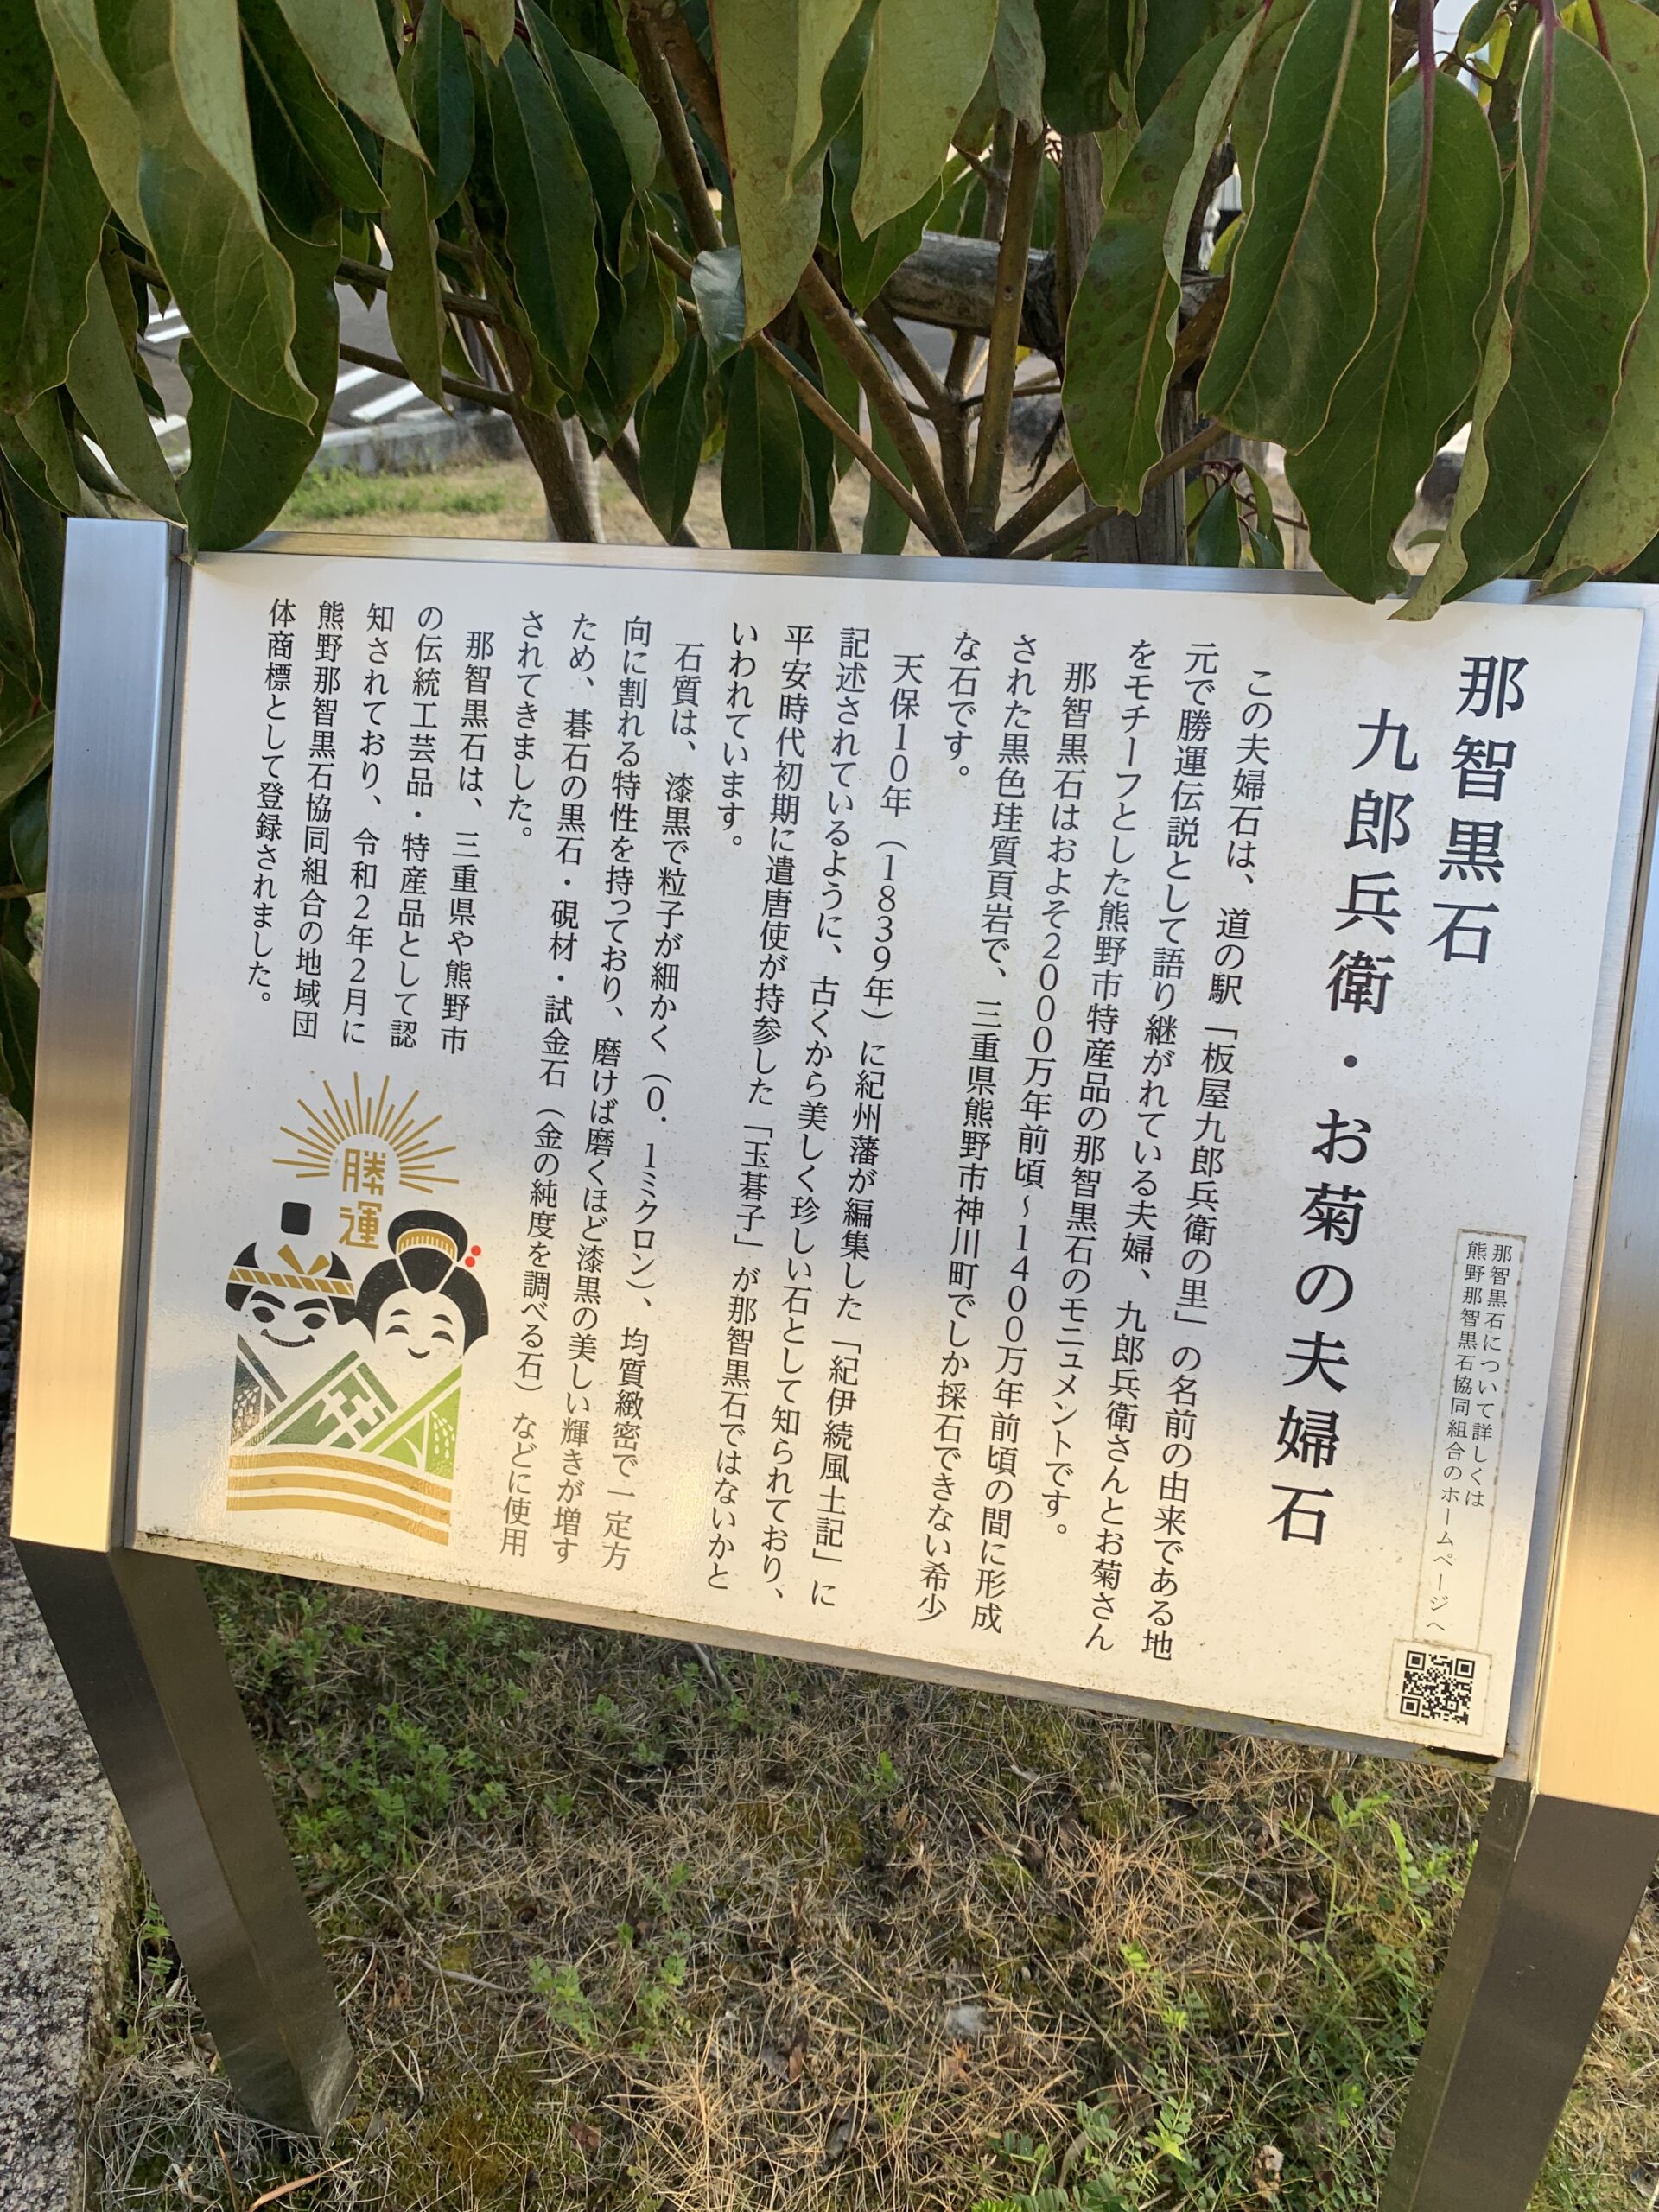 那智黒石
九郎兵衛・お菊の夫婦石
那智黒石について詳しくは
熊野那智黒石協同組合のホームページへ
この夫婦石は、道の駅「板屋九郎兵衛の里」の名前の由来である地
元で勝運伝説として語り継がれている夫婦、九郎兵衛さんとお菊さん
をモチーフとした熊野市特産品の那智黒石のモニュメントです。
那智黒石はおよそ2000万年前頃～1400万年前頃の間に形成
された黒色珪質頁岩で、三重県熊野市神川町でしか採石できない希少
な石です。
天保10年（1839年）に紀州藩が編集した「紀伊続風土記」に
記述されているように、古くから美しく珍しい石として知られており、
平安時代初期に遣唐使が持参した「玉碁子」が那智黒石ではないかと
いわれています。
石質は、漆黒で粒子が細かく（0．1ミクロン）、均質緻密で一定方
向に割れる特性を持っており、磨けば磨くほど漆黒の美しい輝きが増す
ため、碁石の黒石・硯材・試金石（金の純度を調べる石）などに使用
されてきました。
那智黒石は、三重県や熊野市
の伝統工芸品・特産品として認
知されており、令和2年2月に
熊野那智黒石協同組合の地域団
体商標として登録されました。
勝
運